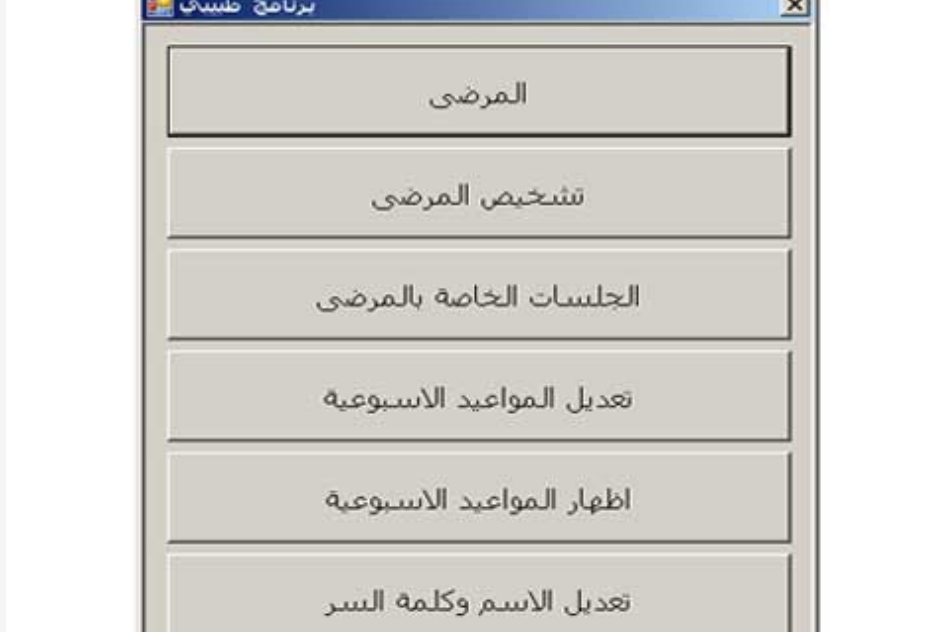 برنامج طبيبي
المرضى
تشخيص المرضى
الجلسات الخاصة بالمرضى
تعديل المواعيد الاسبوعية
اظهار المواعيد الاسبوعية
تعديل الاسم وكلمة السر